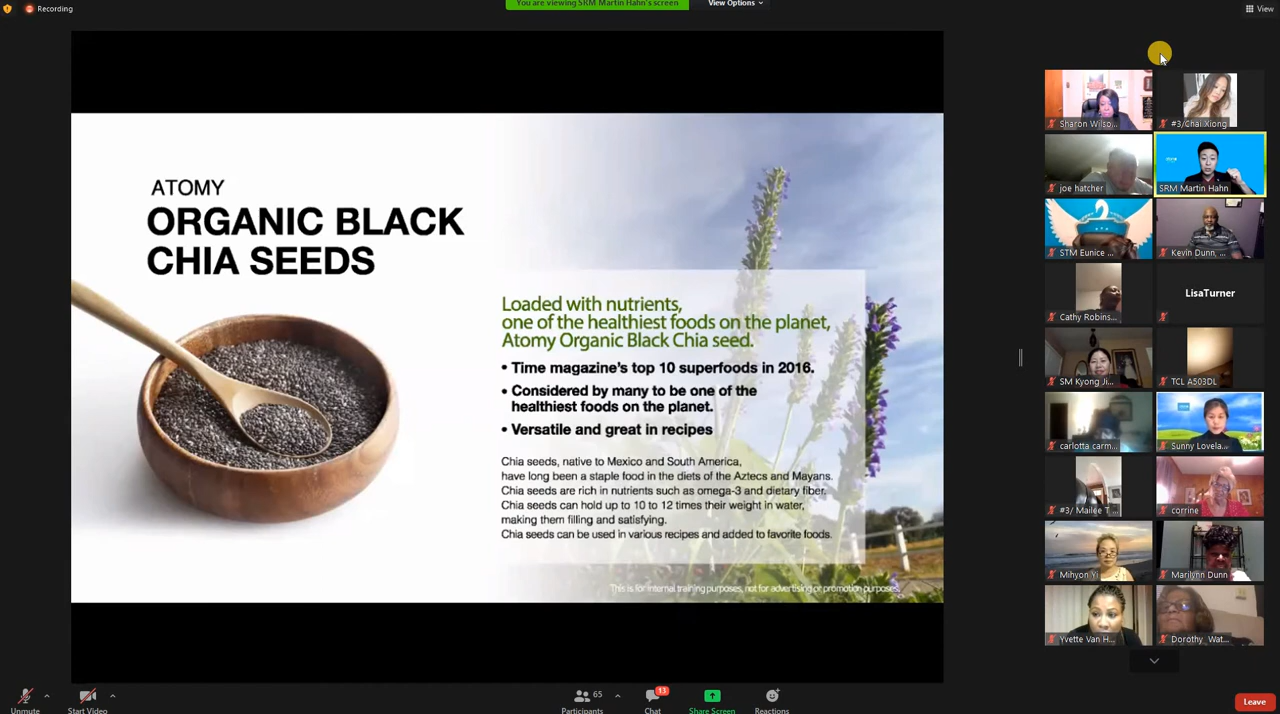 Recording
You are viewing SRM Martin Hahn's screen
View Options
View
ATOMY
ORGANIC BLACK
CHIA SEEDS
Loaded with nutrients,
one of the healthiest foods on the planet,
Atomy Organic Black Chia seed.
• Time magazine's top 10 superfoods in 2016.
• Considered by many to be one of the
healthiest foods on the planet.
• Versatile and great in recipes
Chia seeds, native to Mexico and South America,
have long been a staple food in the diets of the Aztecs and Mayans.
Chia seeds are rich in nutrients such as omega-3 and dietary fiber.
Chia seeds can hold up to 10 to 12 times their weight in water,
making them filling and satisfying.
Chia seeds can be used in various recipes and added to favorite foods.
This is for internal training purposes, not for advertising or promotion purposes.
Sharon Wilso...
#3/Chai Xiong
joe hatcher
SRM Martin Hahn
STM Eunice ...
Kevin Dunn, ...
Cathy Robins...
LisaTurner
SM Kyong Ji...
TCL A503DL
carlotta carm...
Sunny Lovela...
#3/ Mailee T...
corrine
Mihyon Yi
Marilynn Dunn
Yvette Van H...
Dorothy Wat...
Unmute
Start Video
Participants
65
Chat
13
Share Screen
Reactions
Leave